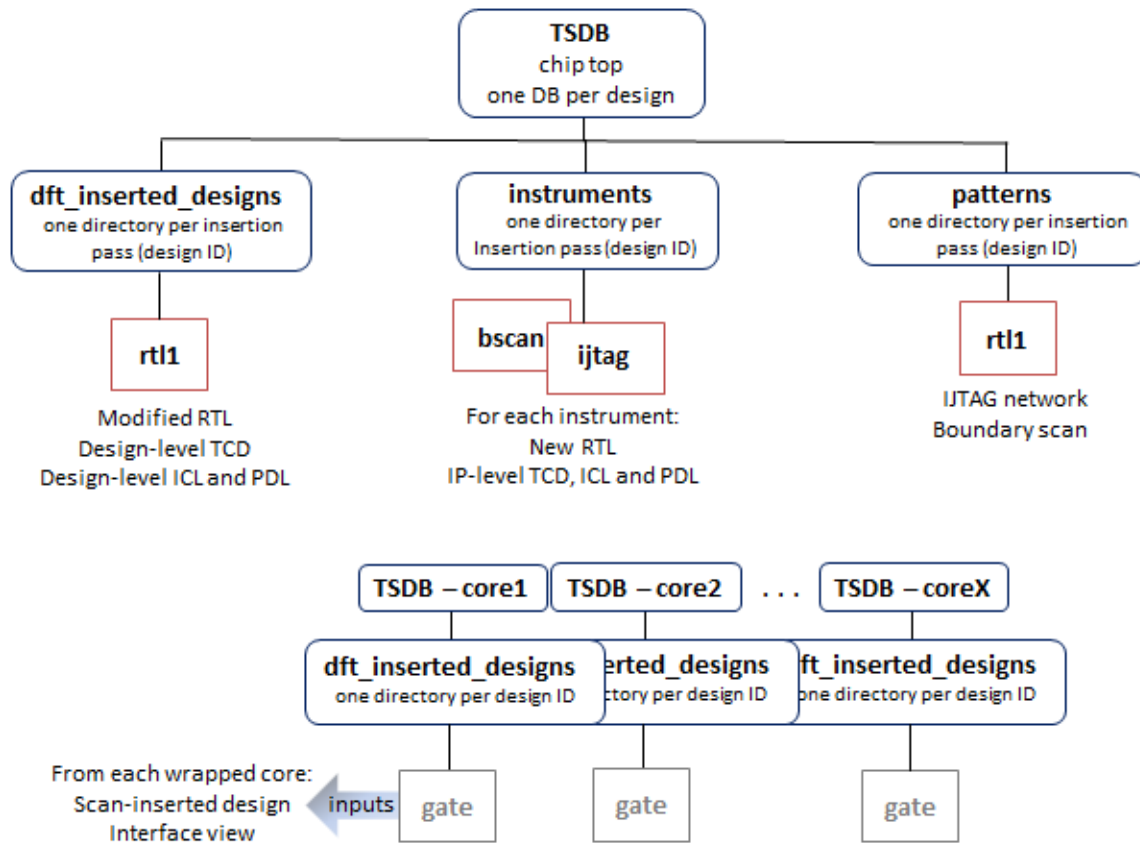 TSDB
chip top
one DB per design
dft_inserted_designs
one directory per insertion
pass (design ID)
instruments
one directory per
Insertion pass (design ID)
patterns
one directory per insertion
pass (design ID)
rtl1
bscan
ijtag
rtl1
Modified RTL
Design-level TCD
Design-level ICL and PDL
For each instrument:
New RTL
IP-level TCD, ICL and PDL
IJTAG network
Boundary scan
TSDB – core1
TSDB – core2
. . .
TSDB – coreX
dft_inserted_designs
one directory per design ID
erted_designs
ctory per design ID
ft_inserted_designs
one directory per design ID
From each wrapped core:
Scan-inserted design
Interface view
inputs
gate
gate
gate